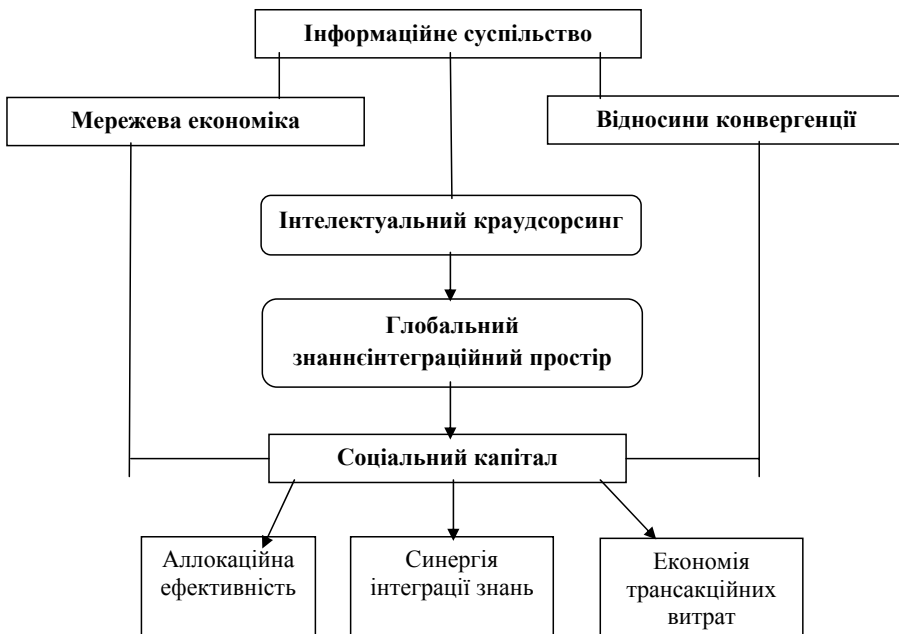 Інформаційне суспільство
Мережева економіка
Відносини конвергенції
Інтелектуальний краудсорсинг
Глобальний
знаннєінтеграційний простір
Соціальний капітал
Аллокаційна
ефективність
Синергія
інтеграції знань
Економія
трансакційних
витрат